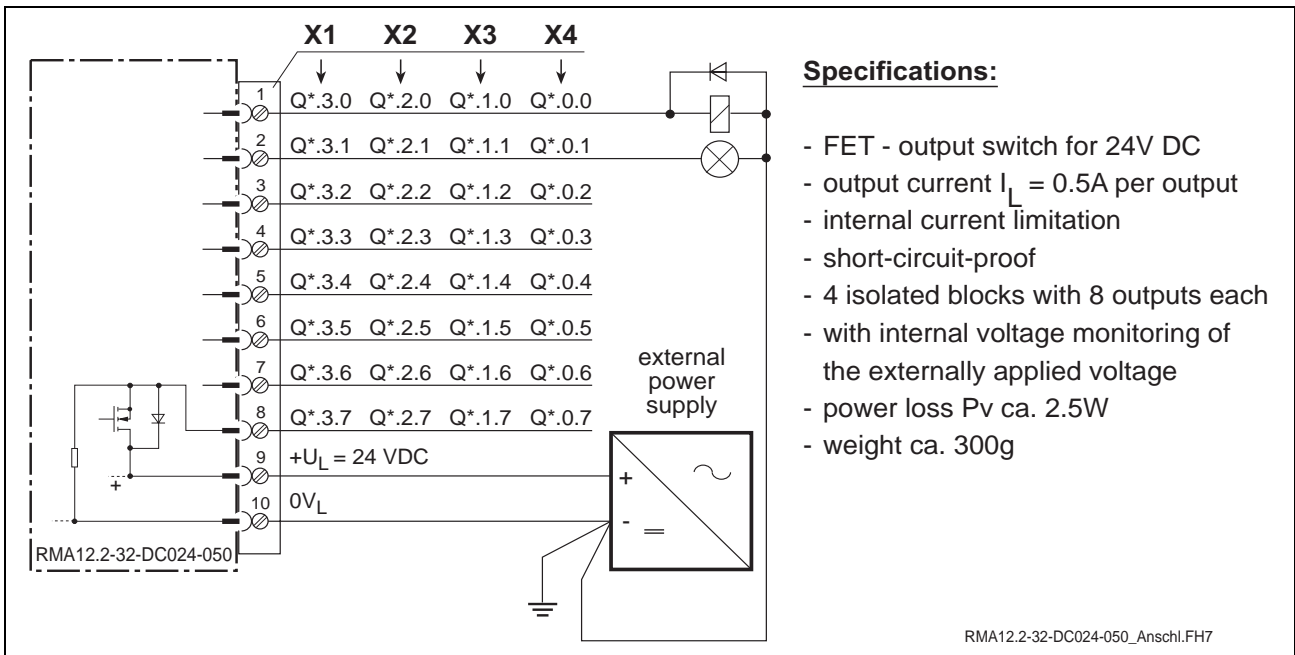 X1 X2 X3 X4
1 Q*.3.0 Q*.2.0 Q*.1.0 Q*.0.0
2 Q*.3.1 Q*.2.1 Q*.1.1 Q*.0.1
3 Q*.3.2 Q*.2.2 Q*.1.2 Q*.0.2
4 Q*.3.3 Q*.2.3 Q*.1.3 Q*.0.3
5 Q*.3.4 Q*.2.4 Q*.1.4 Q*.0.4
6 Q*.3.5 Q*.2.5 Q*.1.5 Q*.0.5
7 Q*.3.6 Q*.2.6 Q*.1.6 Q*.0.6
8 Q*.3.7 Q*.2.7 Q*.1.7 Q*.0.7
9 +UL = 24 VDC
+
10 0VL
RMA12.2-32-DC024-050
external
power
supply
+
-
Specifications:
- FET - output switch for 24V DC
- output current IL = 0.5A per output
- internal current limitation
- short-circuit-proof
- 4 isolated blocks with 8 outputs each
- with internal voltage monitoring of
the externally applied voltage
- power loss Pv ca. 2.5W
- weight ca. 300g
RMA12.2-32-DC024-050_Anschl.FH7